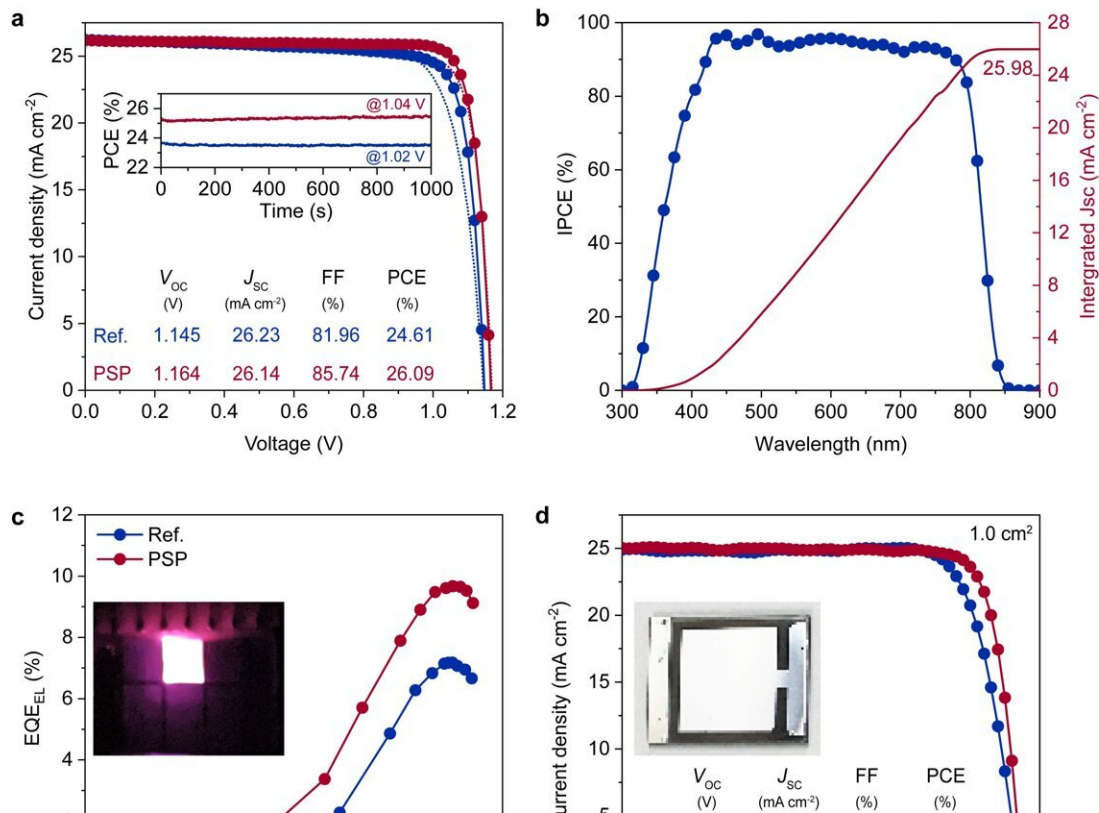 a
Current density (mA cm⁻²)
25
20
15
10
5
0
PCE (%)
26
24
22
@1.04 V
@1.02 V
0 200 400 600 800 1000
Time (s)
V_OC J_SC FF PCE
(V) (mA cm⁻²) (%) (%)
Ref. 1.145 26.23 81.96 24.61
PSP 1.164 26.14 85.74 26.09
0.0 0.2 0.4 0.6 0.8 1.0 1.2
Voltage (V)
b
IPCE (%)
100
80
60
40
20
0
25.98
28
24
20
16
12
8
4
0
Intergrated Jsc (mA cm⁻²)
300 400 500 600 700 800 900
Wavelength (nm)
c
EQE_EL (%)
12
10
8
6
4
Ref.
PSP
d
25
20
15
10
1.0 cm²
density (mA cm⁻²)
V_OC J_SC FF PCE
(V) (mA cm⁻²) (%) (%)